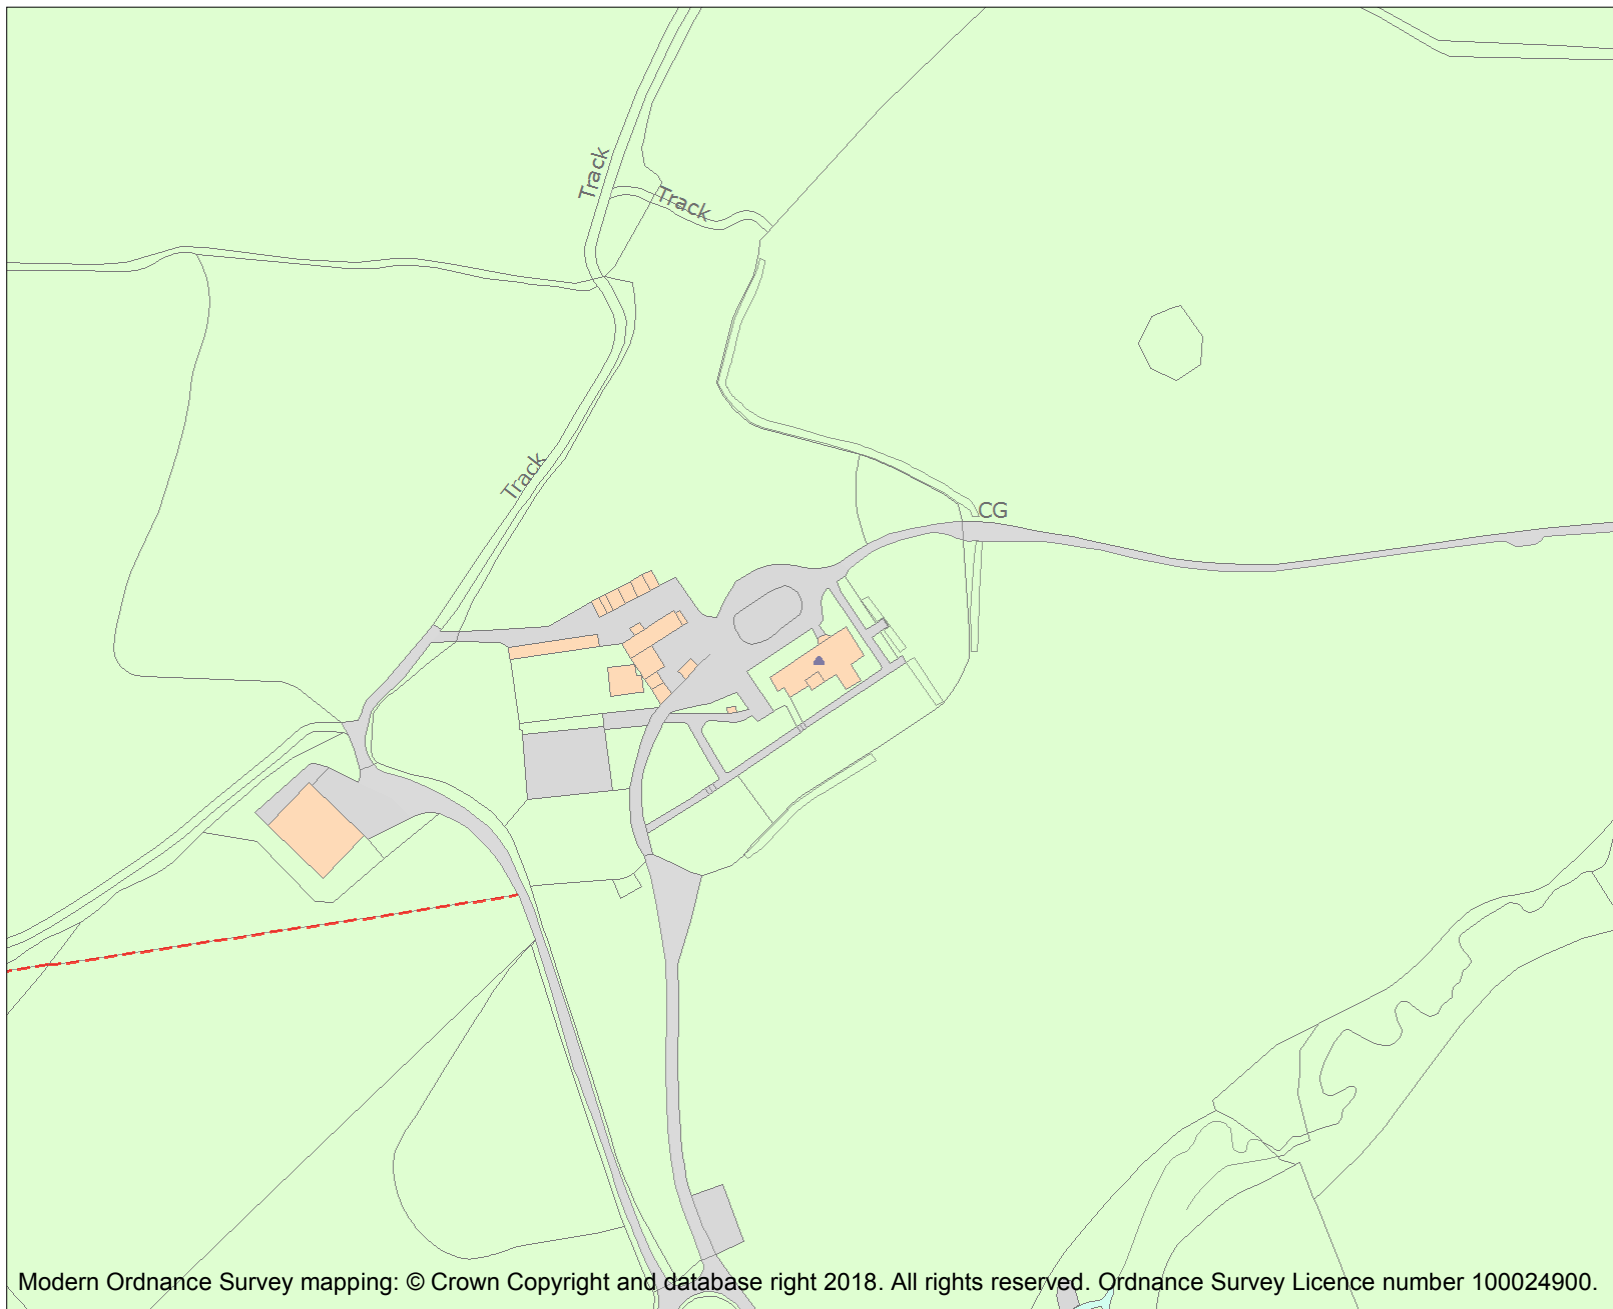 Track
Track
Track
CG
Modern Ordnance Survey mapping: © Crown Copyright and database right 2018. All rights reserved. Ordnance Survey Licence number 100024900.